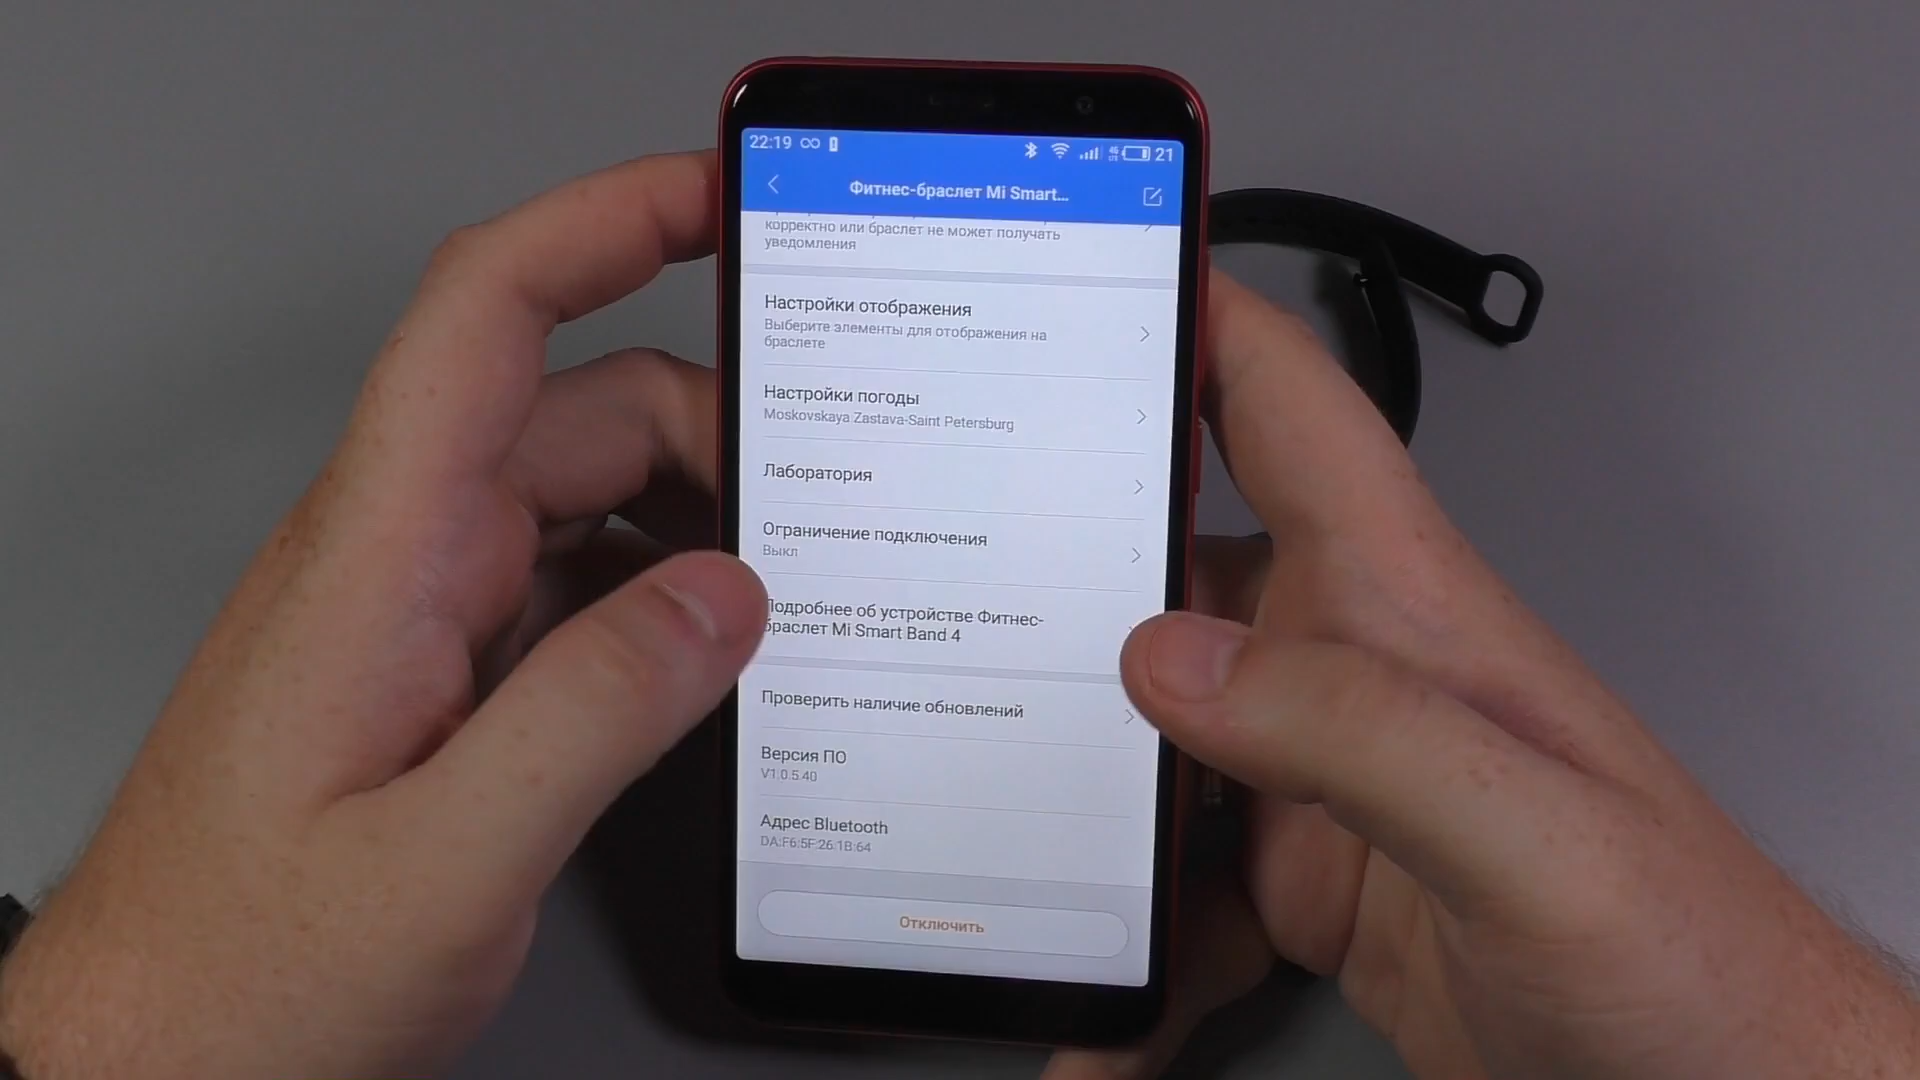 22:19
4G
21
Фитнес-браслет Mi Smart...
корректно или браслет не может получать
уведомления
Настройки отображения
Выберите элементы для отображения на
браслете
Настройки погоды
Moskovskaya Zastava-Saint Petersburg
Лаборатория
Ограничение подключения
Выкл
Подробнее об устройстве Фитнес-
браслет Mi Smart Band 4
Проверить наличие обновлений
Версия ПО
V1.0.5.40
Адрес Bluetooth
DA:F6:5F:26:1B:64
Отключить